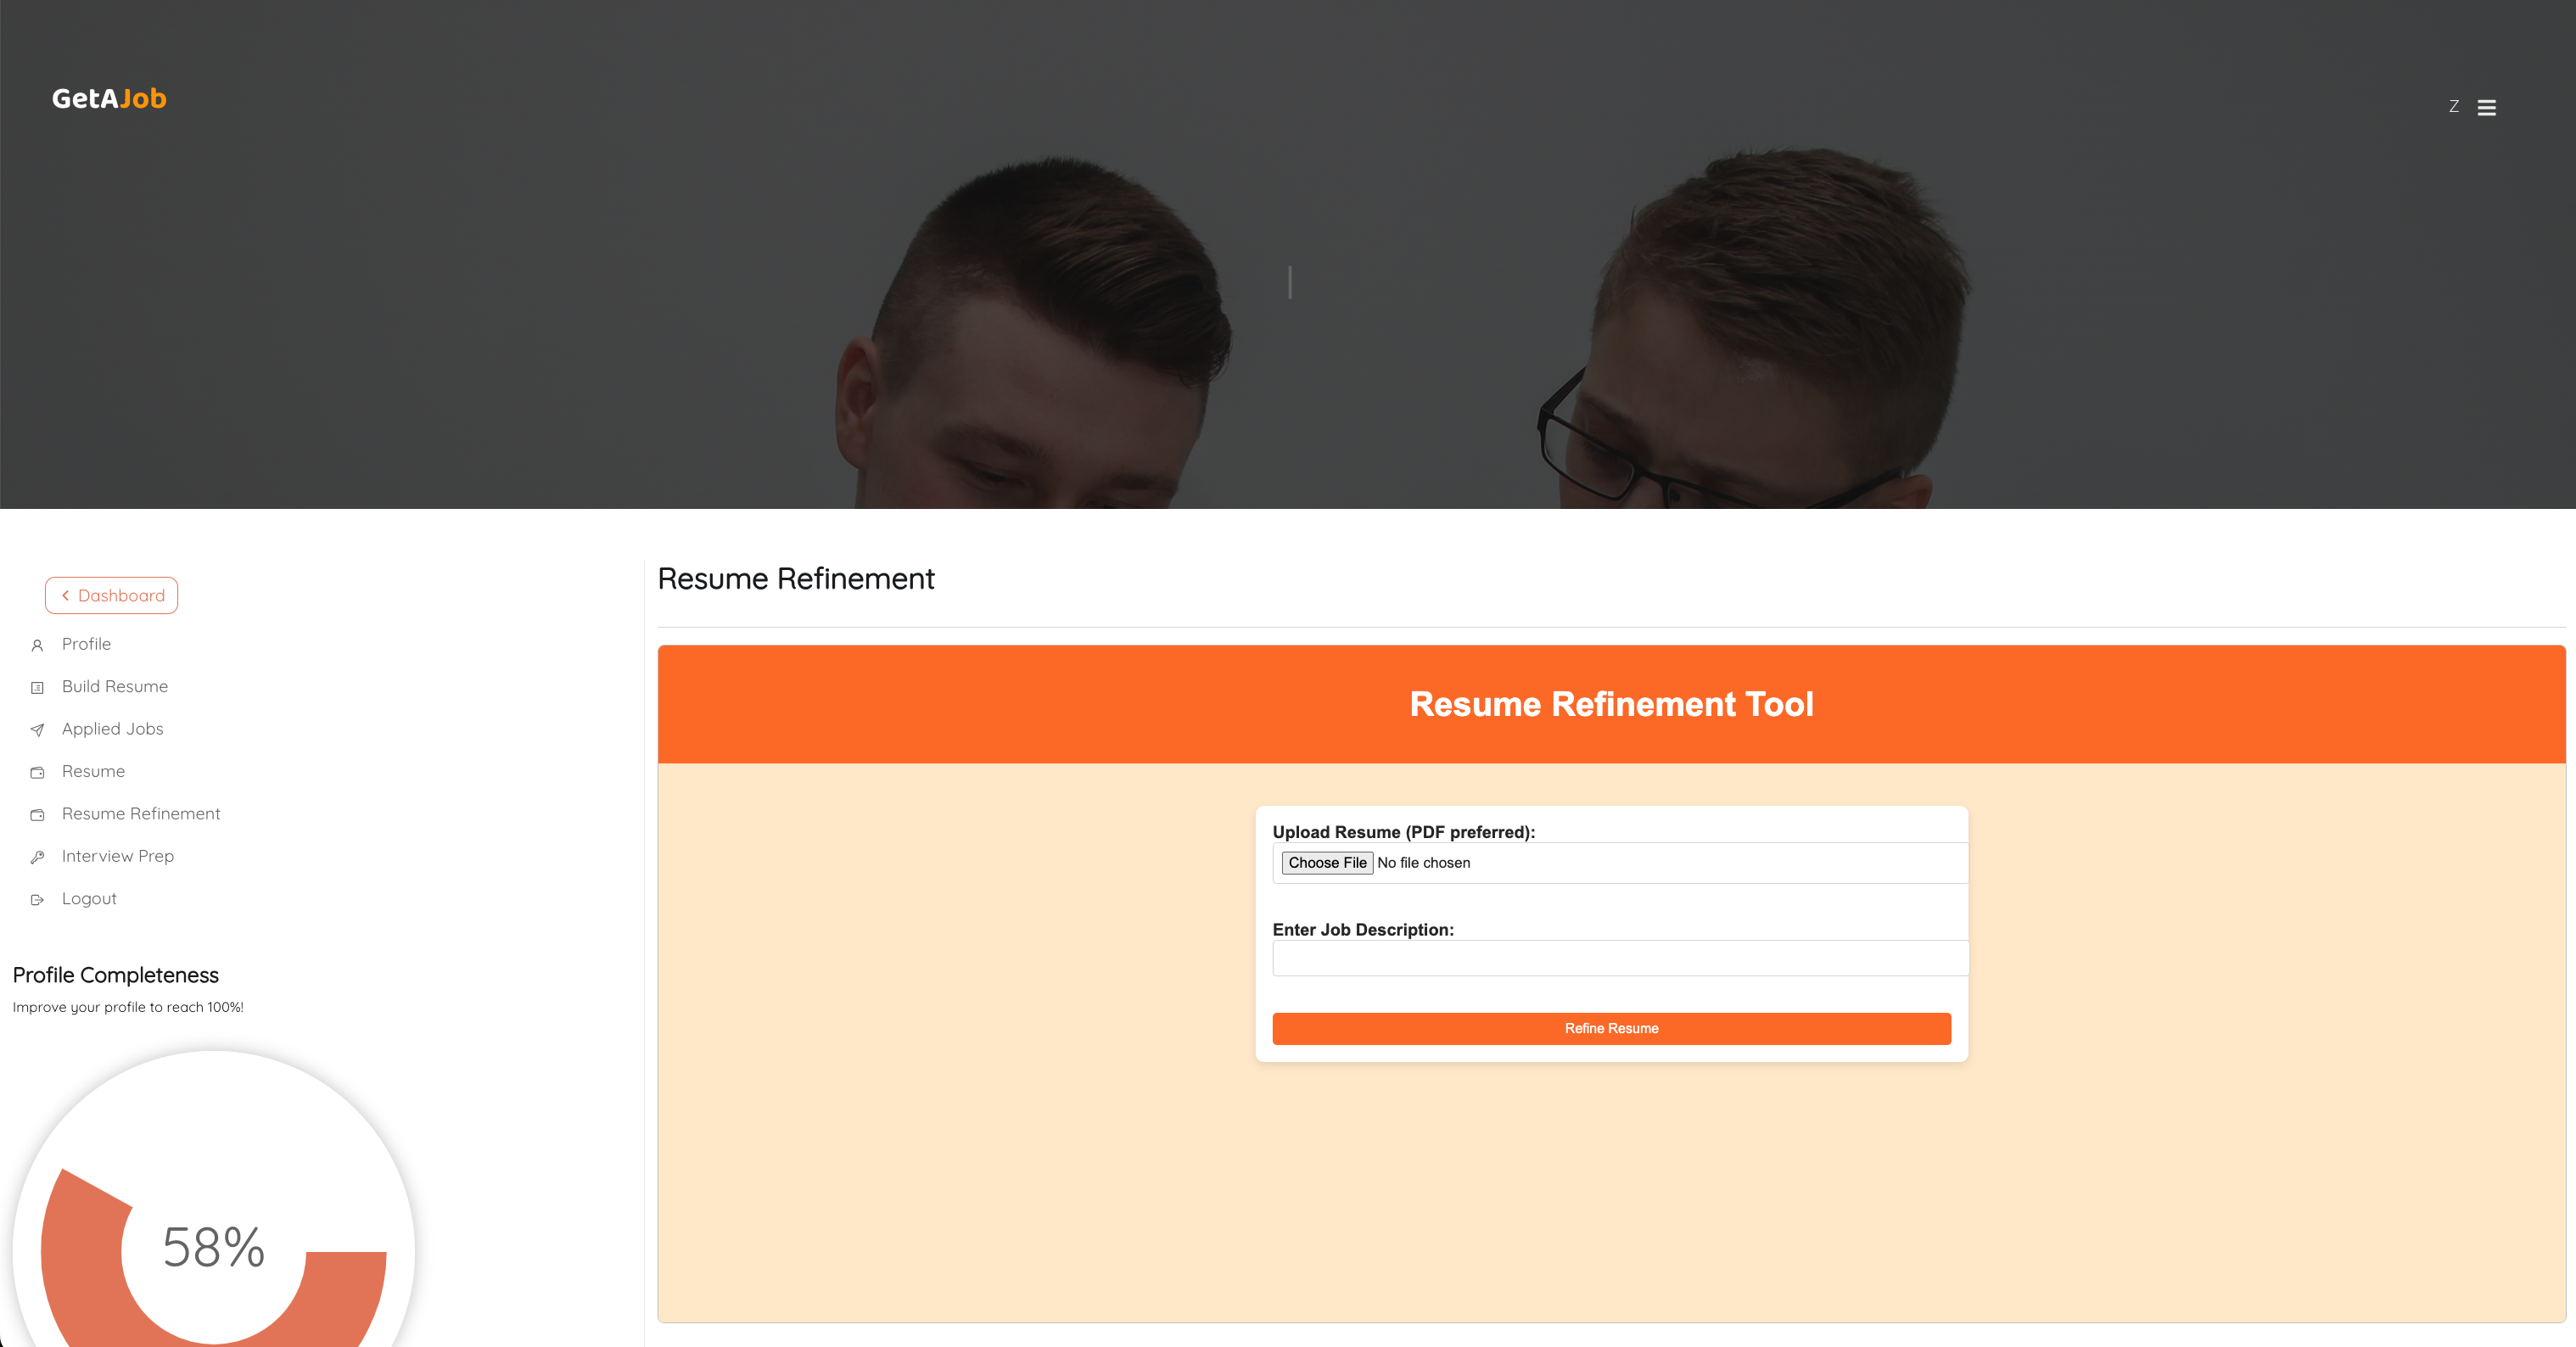 GetAJob
Z
Dashboard
Profile
Build Resume
Applied Jobs
Resume
Resume Refinement
Interview Prep
Logout
Profile Completeness
Improve your profile to reach 100%!
58%
Resume Refinement
Resume Refinement Tool
Upload Resume (PDF preferred):
Choose File No file chosen
Enter Job Description:
Refine Resume